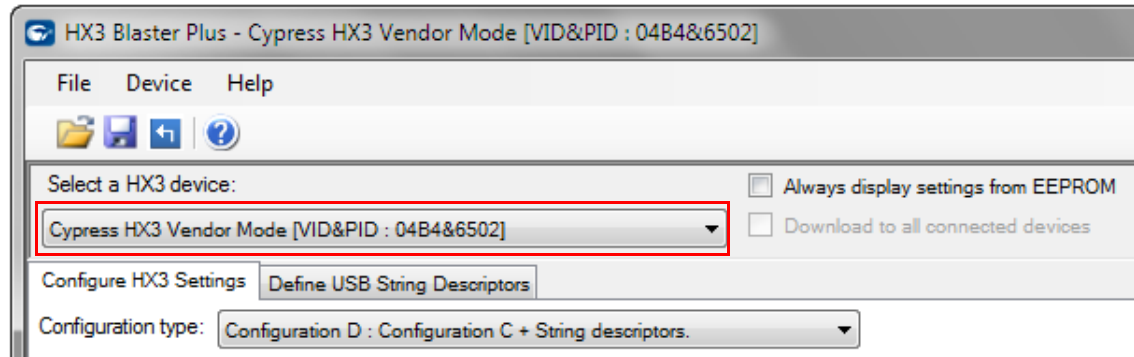 HX3 Blaster Plus - Cypress HX3 Vendor Mode [VID&PID : 04B4&6502]
File Device Help
Select a HX3 device:
Always display settings from EEPROM
Cypress HX3 Vendor Mode [VID&PID : 04B4&6502]
Download to all connected devices
Configure HX3 Settings Define USB String Descriptors
Configuration type: Configuration D : Configuration C + String descriptors.